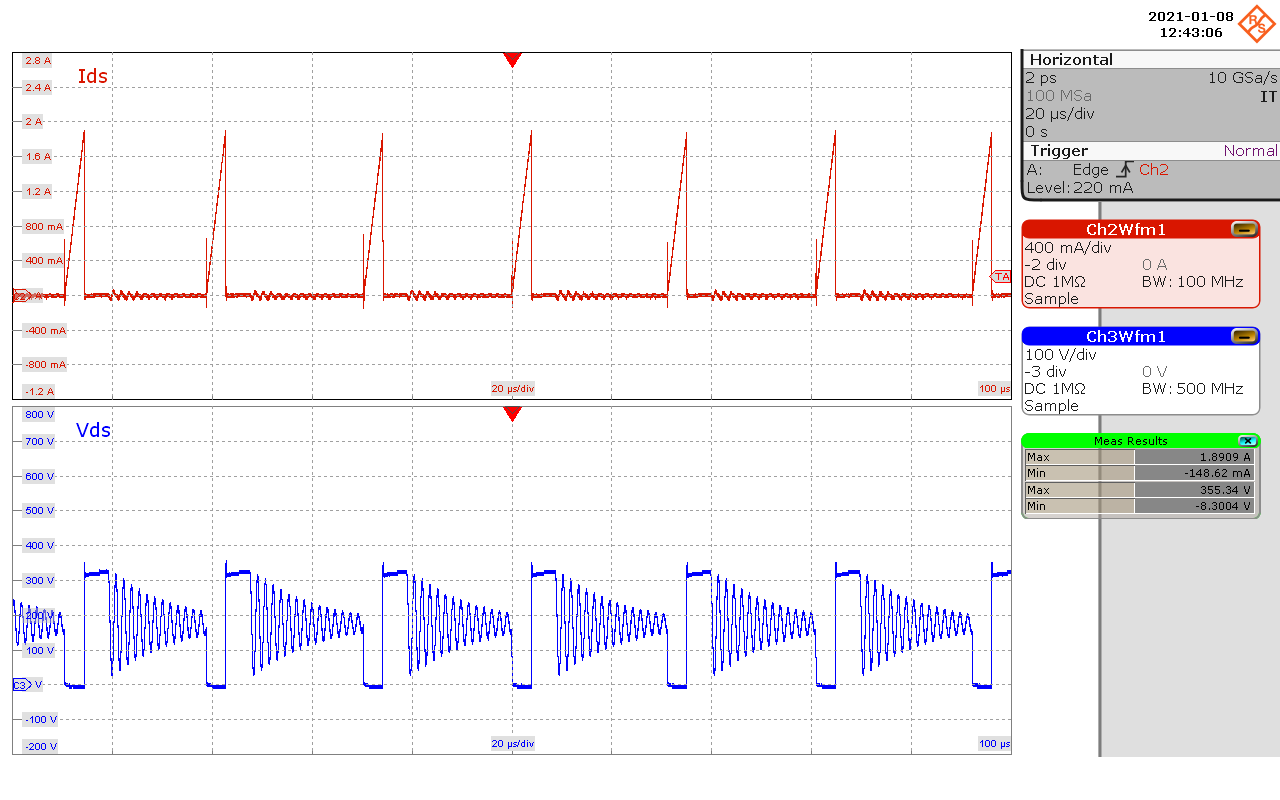 2021-01-08
12:43:06
R S
2.8 A
Ids
2.4 A
2 A
1.6 A
1.2 A
800 mA
400 mA
TA
-400 mA
-800 mA
-1.2 A
20 µs/div
100 µs
800 V
Vds
700 V
600 V
500 V
400 V
300 V
200 V
100 V
C3 V
-100 V
-200 V
20 µs/div
100 µs
Horizontal
2 ps 10 GSa/s
100 MSa IT
20 µs/div
0 s
Trigger Normal
A: Edge Ch2
Level: 220 mA
Ch2Wfm1
400 mA/div
-2 div 0 A
DC 1MΩ BW: 100 MHz
Sample
Ch3Wfm1
100 V/div
-3 div 0 V
DC 1MΩ BW: 500 MHz
Sample
Meas Results
Max 1.8909 A
Min -148.62 mA
Max 355.34 V
Min -8.3004 V